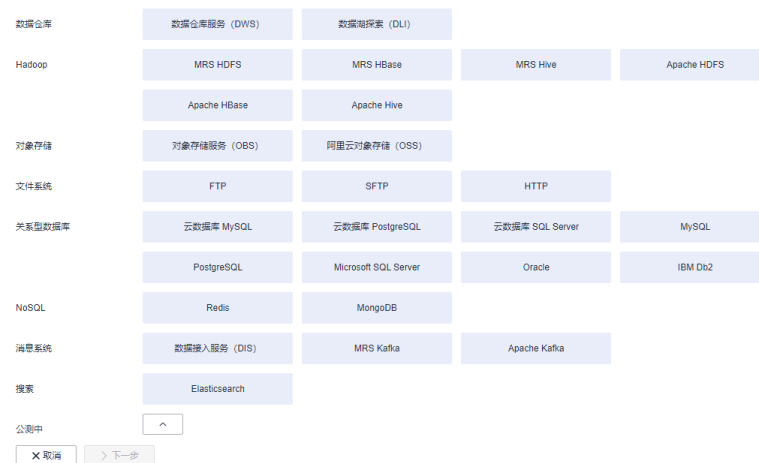 数据仓库 数据仓库服务（DWS） 数据湖探索（DLI）
Hadoop MRS HDFS MRS HBase MRS Hive Apache HDFS
Apache HBase Apache Hive
对象存储 对象存储服务（OBS） 阿里云对象存储（OSS）
文件系统 FTP SFTP HTTP
关系型数据库 云数据库 MySQL 云数据库 PostgreSQL 云数据库 SQL Server MySQL
PostgreSQL Microsoft SQL Server Oracle IBM Db2
NoSQL Redis MongoDB
消息系统 数据接入服务（DIS） MRS Kafka Apache Kafka
搜索 Elasticsearch
公测中
取消 下一步